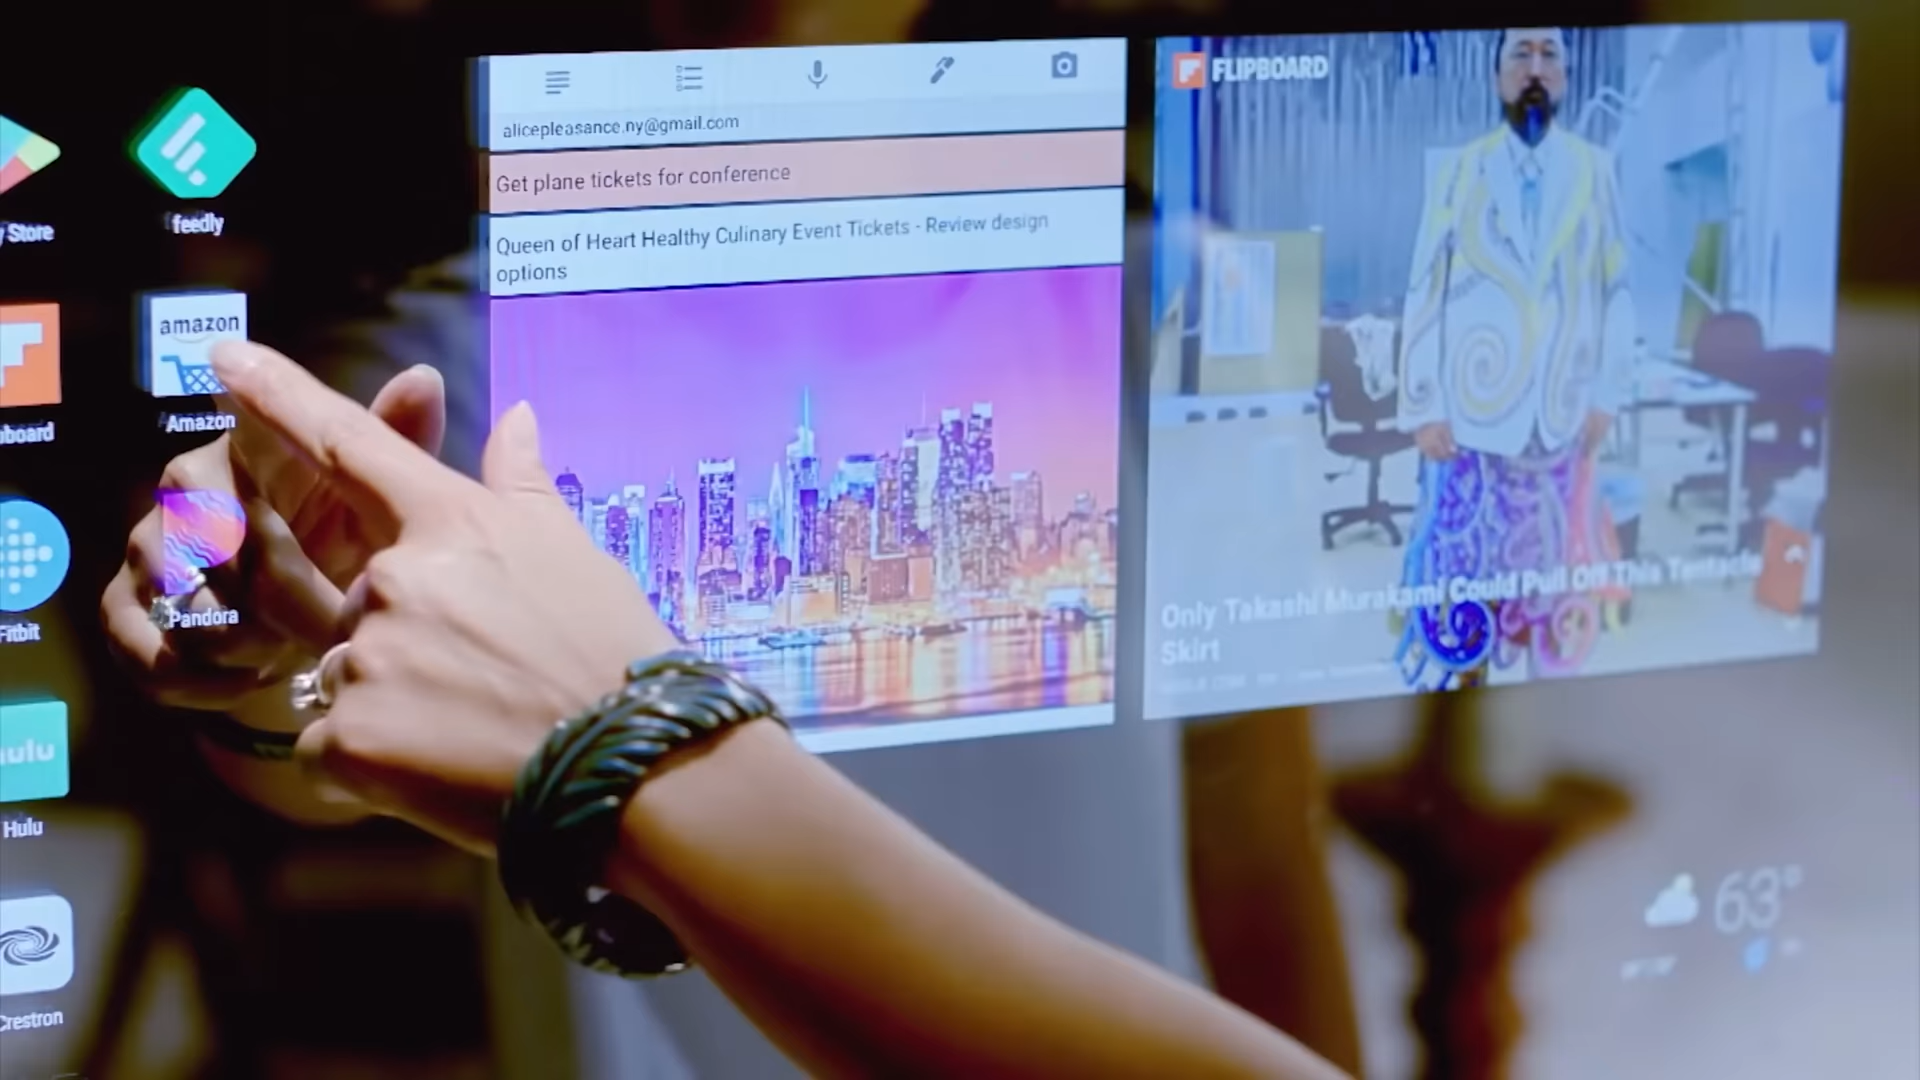 Store
feedly
amazon
Amazon
board
Pandora
Fitbit
hulu
Hulu
Crestron
alicepleasance.ny@gmail.com
Get plane tickets for conference
Queen of Heart Healthy Culinary Event Tickets - Review design
options
FLIPBOARD
Only Takashi Murakami Could Pull Off This Tentacle
Skirt
63°